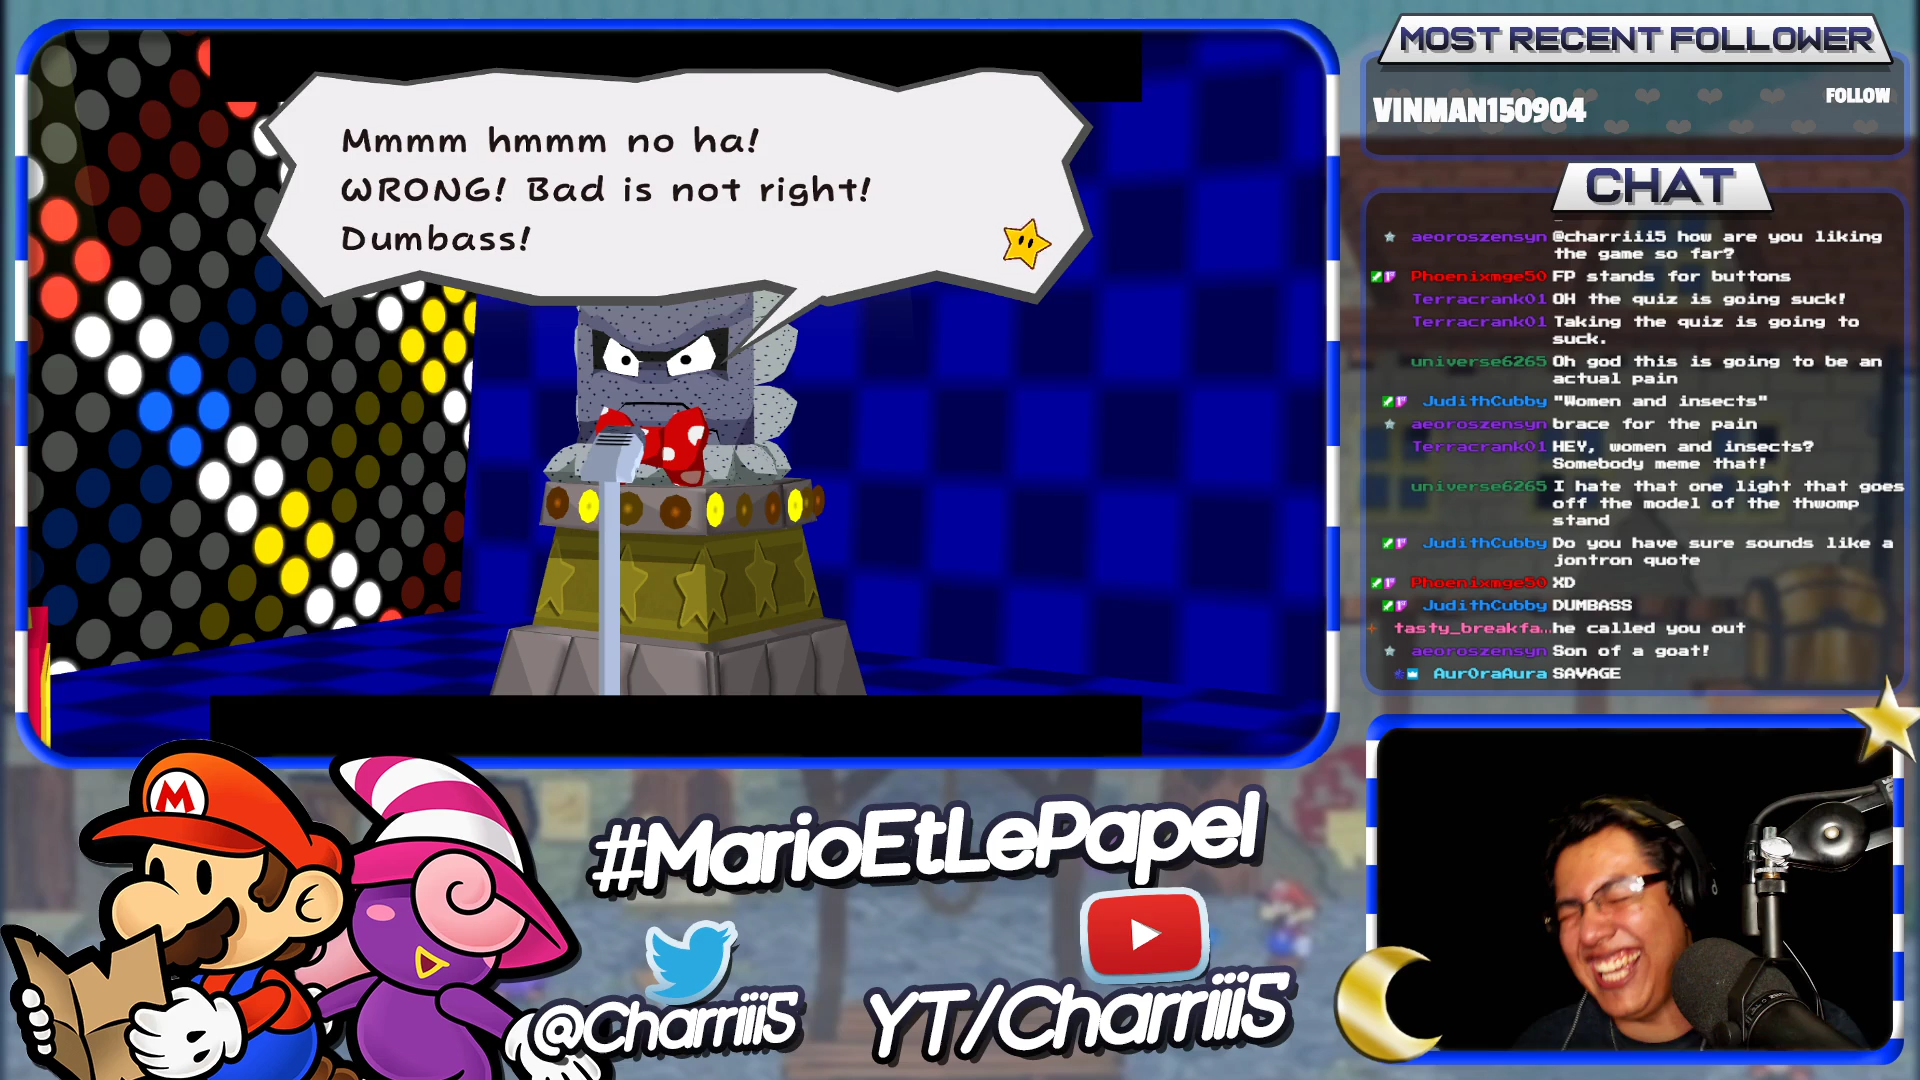 Mmmm hmmm no ha!
WRONG! Bad is not right!
Dumbass!
MOST RECENT FOLLOWER
VINMAN150904
FOLLOW
CHAT
aeoroszensyn @charriii5 how are you liking
the game so far?
Phoenixmge50 FP stands for buttons
Terracrank01 OH the quiz is going suck!
Terracrank01 Taking the quiz is going to
suck.
universe6265 Oh god this is going to be an
actual pain
JudithCubby "Women and insects"
aeoroszensyn brace for the pain
Terracrank01 HEY, women and insects?
Somebody meme that!
universe6265 I hate that one light that goes
off the model of the thwomp
stand
JudithCubby Do you have sure sounds like a
jontron quote
Phoenixmge50 XD
JudithCubby DUMBASS
tasty_breakfa... he called you out
aeoroszensyn Son of a goat!
Aur0raAura SAVAGE
M
#MarioEtLePapel
@Charriii5
YT/Charriii5